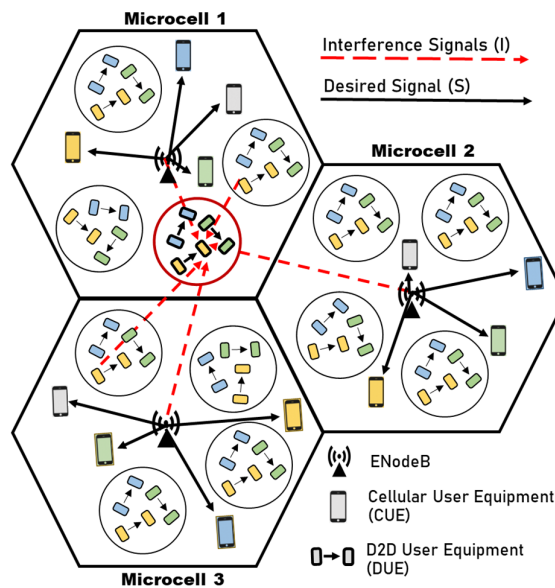 Microcell 1
Interference Signals (I)
Desired Signal (S)
Microcell 2
ENodeB
Cellular User Equipment
(CUE)
D2D User Equipment
(DUE)
Microcell 3